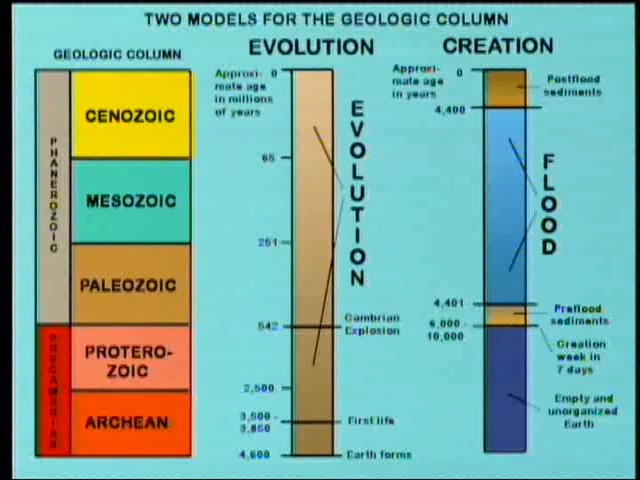 TWO MODELS FOR THE GEOLOGIC COLUMN
GEOLOGIC COLUMN
PHANEROZOIC
PRECAMBRIAN
CENOZOIC
MESOZOIC
PALEOZOIC
PROTERO-
ZOIC
ARCHEAN
EVOLUTION
Approxi-
mate age
in millions
of years
0
65
251
542
2,500
3,500
3,850
4,600
EVOLUTION
Cambrian
Explosion
First life
Earth forms
CREATION
Approxi-
mate age
in years
0
4,400
4,401
6,000
10,000
FLOOD
Postflood
sediments
Preflood
sediments
Creation
week in
7 days
Empty and
unorganized
Earth